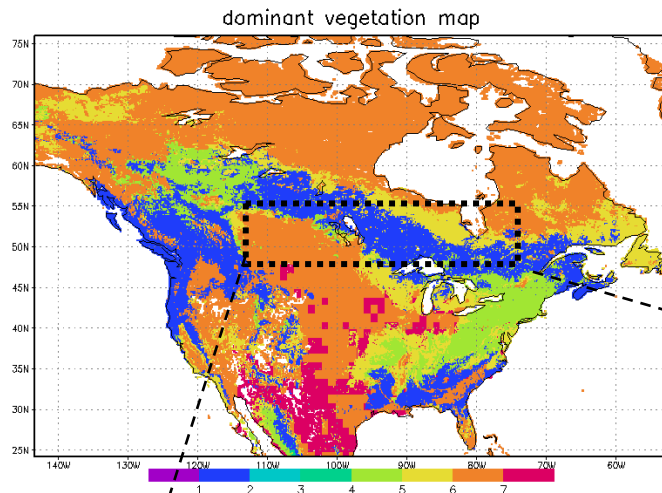 dominant vegetation map
75N
70N
65N
60N
55N
50N
45N
40N
35N
30N
25N
140W 130W 120W 110W 100W 90W 80W 70W 60W
1 2 3 4 5 6 7